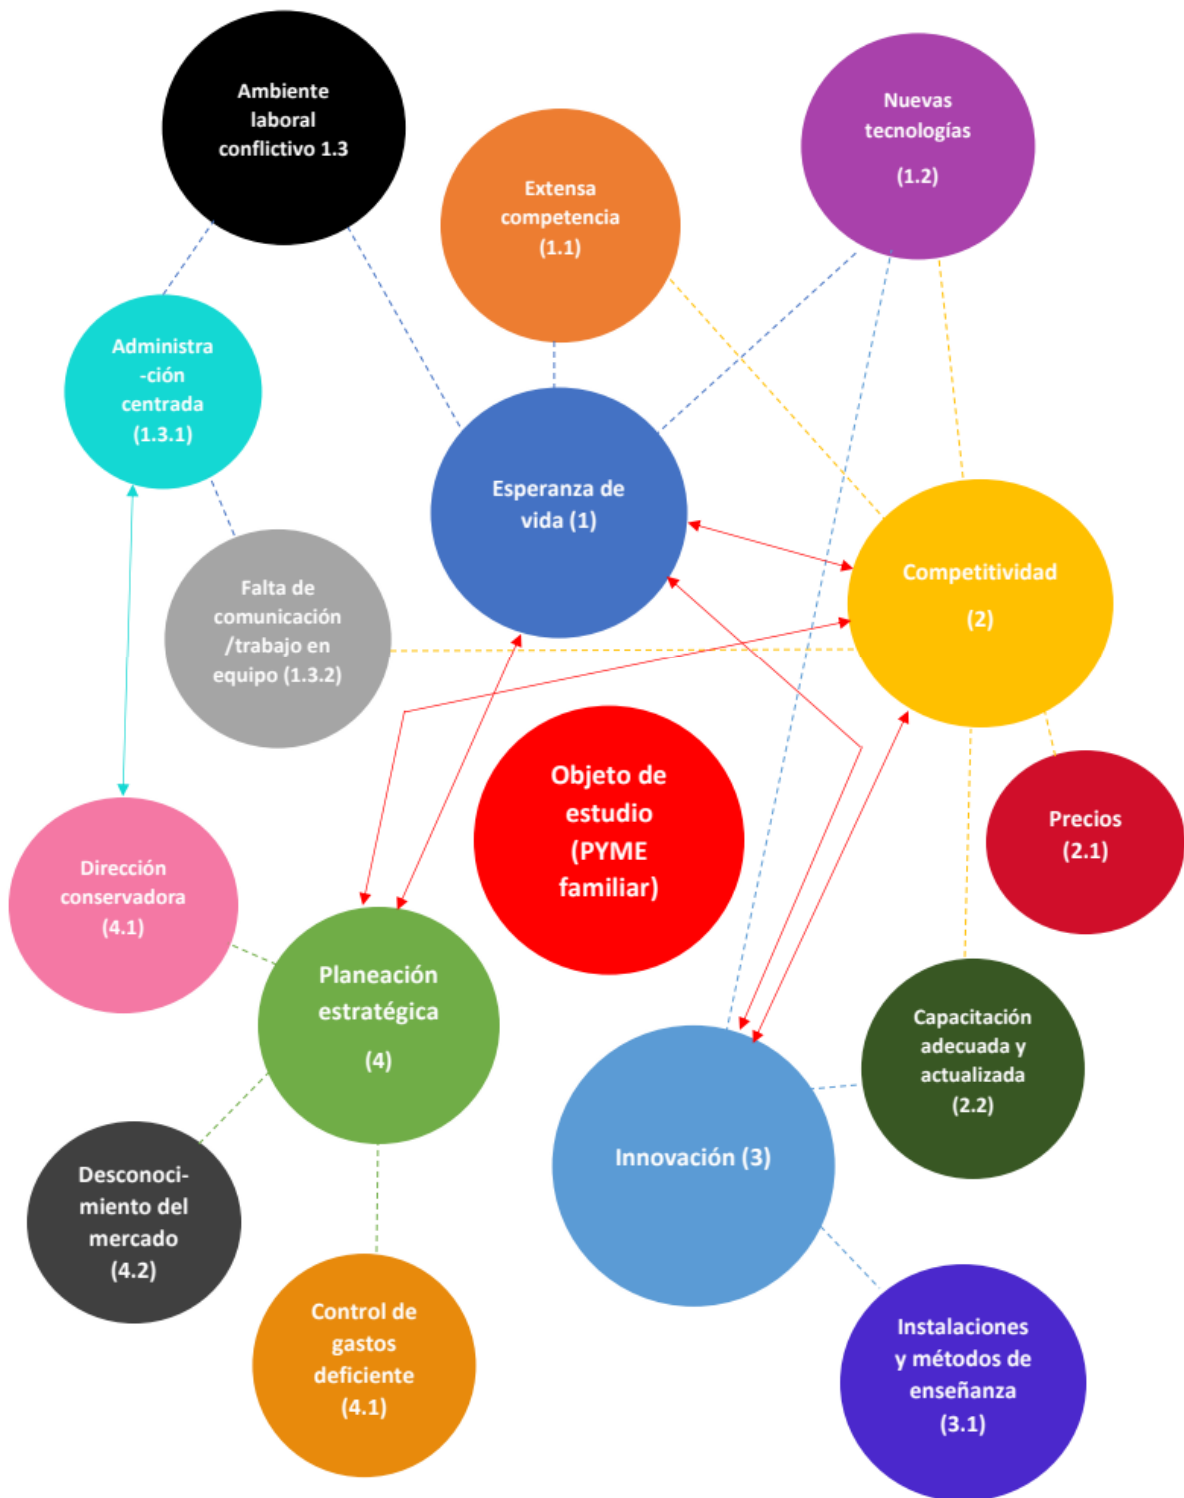 Ambiente
laboral
conflictivo 1.3
Nuevas
tecnologías
(1.2)
Extensa
competencia
(1.1)
Administra
-ción
centrada
(1.3.1)
Esperanza de
vida (1)
Competitividad
(2)
Falta de
comunicación
/trabajo en
equipo (1.3.2)
Objeto de
estudio
(PYME
familiar)
Precios
(2.1)
Dirección
conservadora
(4.1)
Planeación
estratégica
(4)
Capacitación
adecuada y
actualizada
(2.2)
Innovación (3)
Desconoci-
miento del
mercado
(4.2)
Control de
gastos
deficiente
(4.1)
Instalaciones
y métodos de
enseñanza
(3.1)